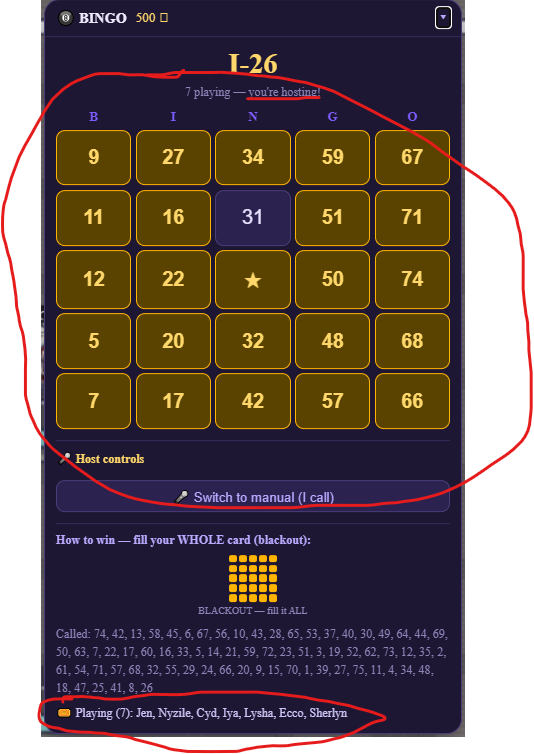 BINGO 500
I-26
7 playing — you're hosting!
B I N G O
9 27 34 59 67
11 16 31 51 71
12 22 ★ 50 74
5 20 32 48 68
7 17 42 57 66
Host controls
Switch to manual (I call)
How to win — fill your WHOLE card (blackout):
BLACKOUT — fill it ALL
Called: 74, 42, 13, 58, 45, 6, 67, 56, 10, 43, 28, 65, 53, 37, 40, 30, 49, 64, 44, 69,
50, 63, 7, 22, 17, 60, 16, 33, 5, 14, 21, 59, 72, 23, 51, 3, 19, 52, 62, 73, 12, 35, 2,
61, 54, 71, 57, 68, 32, 55, 29, 24, 66, 20, 9, 15, 70, 1, 39, 27, 75, 11, 4, 34, 48,
18, 47, 25, 41, 8, 26
Playing (7): Jen, Nyzile, Cyd, Iya, Lysha, Ecco, Sherlyn